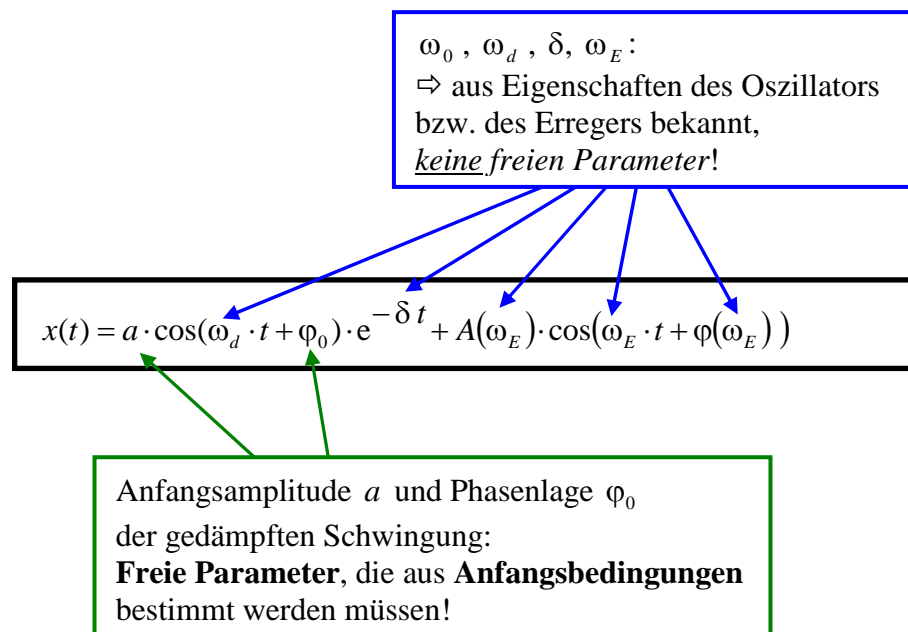 ω₀ , ω_d , δ, ω_E :
⇨ aus Eigenschaften des Oszillators
bzw. des Erregers bekannt,
keine freien Parameter!
x(t) = a · cos(ω_d · t + φ₀) · e^(−δ t) + A(ω_E) · cos(ω_E · t + φ(ω_E) )
Anfangsamplitude a und Phasenlage φ₀
der gedämpften Schwingung:
Freie Parameter, die aus Anfangsbedingungen
bestimmt werden müssen!